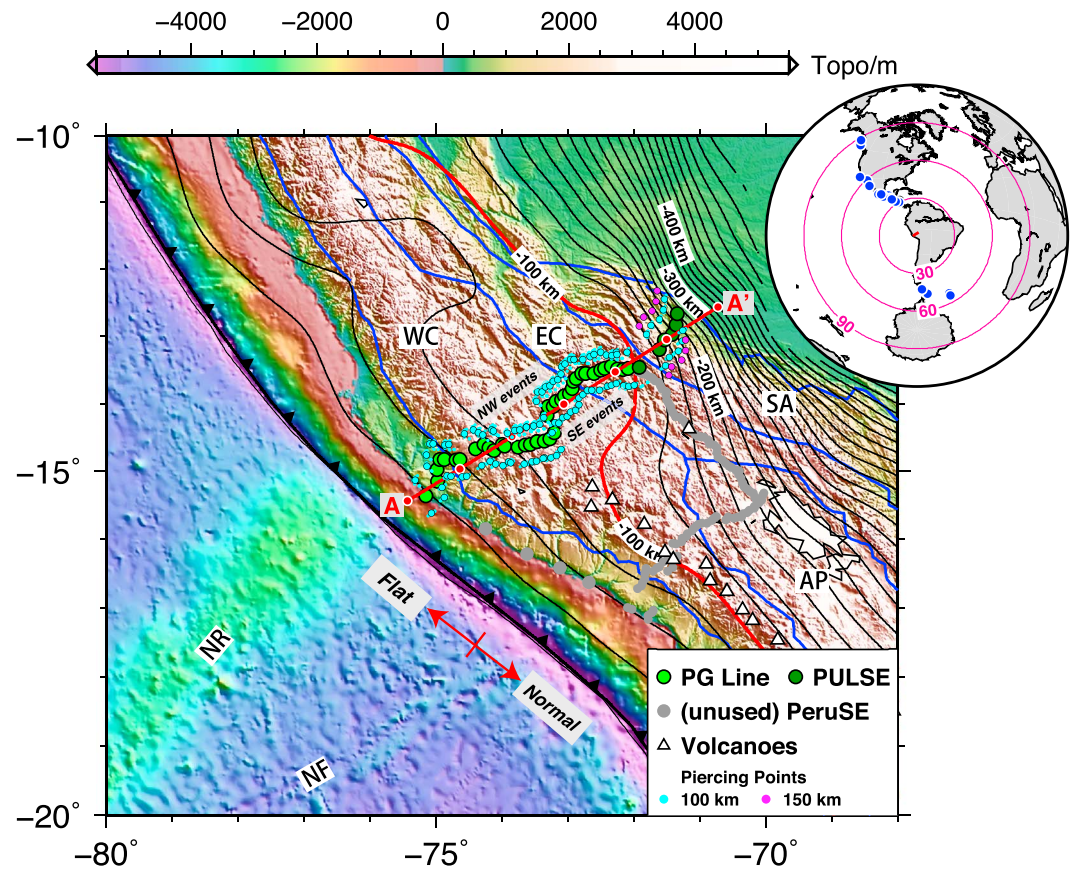 −4000 −2000 0 2000 4000
Topo/m
−10˚
−15˚
−20˚
−80˚ −75˚ −70˚
30
60
90
-400 km
-300 km
-200 km
-100 km
-100 km
A'
A
WC
EC
SA
AP
NW events
SE events
Flat
Normal
NR
NF
PG Line PULSE
(unused) PeruSE
Volcanoes
Piercing Points
100 km 150 km